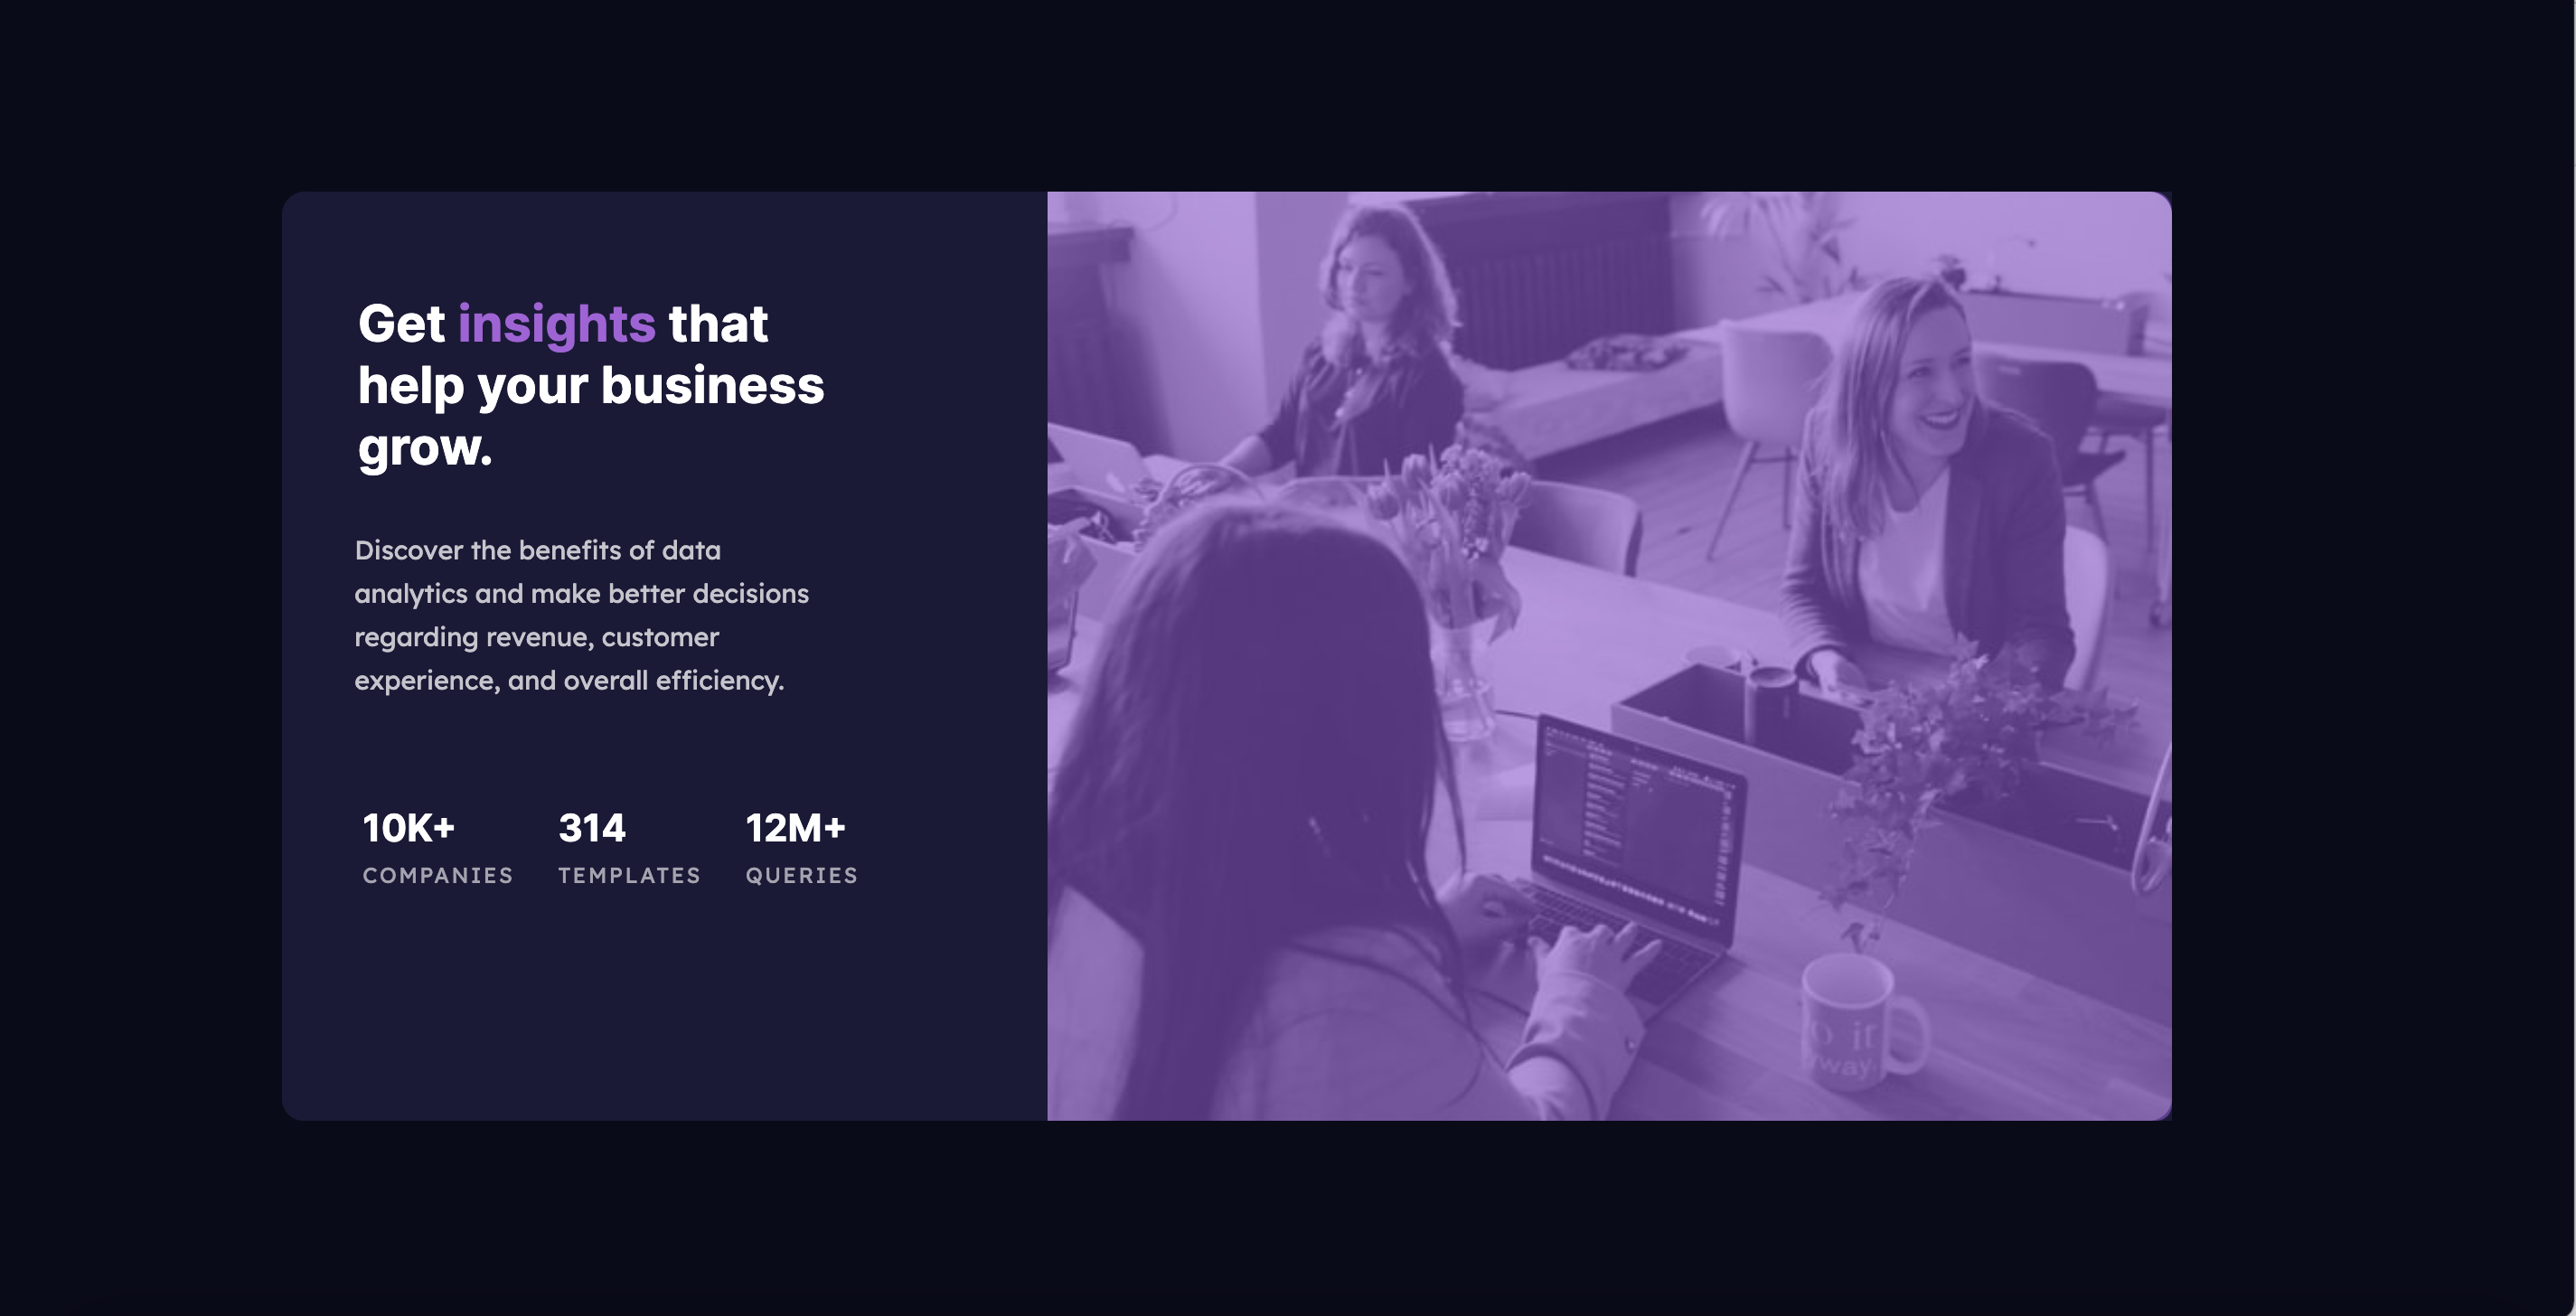 Get insights that
help your business
grow.
Discover the benefits of data
analytics and make better decisions
regarding revenue, customer
experience, and overall efficiency.
10K+ 314 12M+
COMPANIES TEMPLATES QUERIES